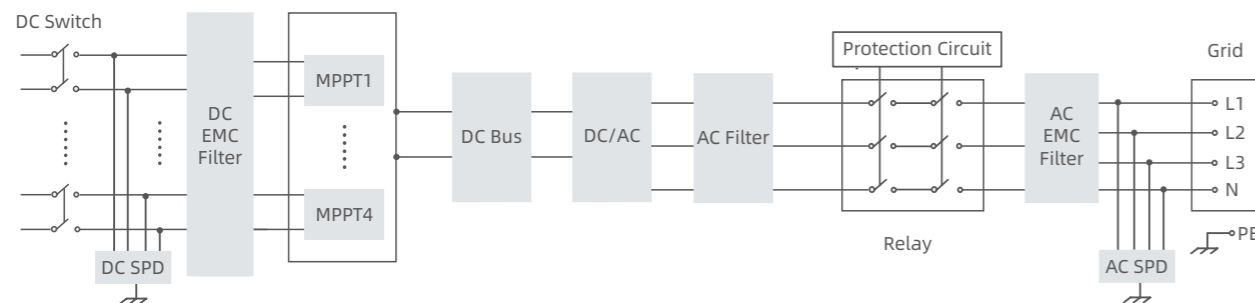 DC Switch
DC
EMC
Filter
MPPT1
MPPT4
DC SPD
DC Bus
DC/AC
AC Filter
Protection Circuit
Relay
AC
EMC
Filter
Grid
L1
L2
L3
N
PE
AC SPD